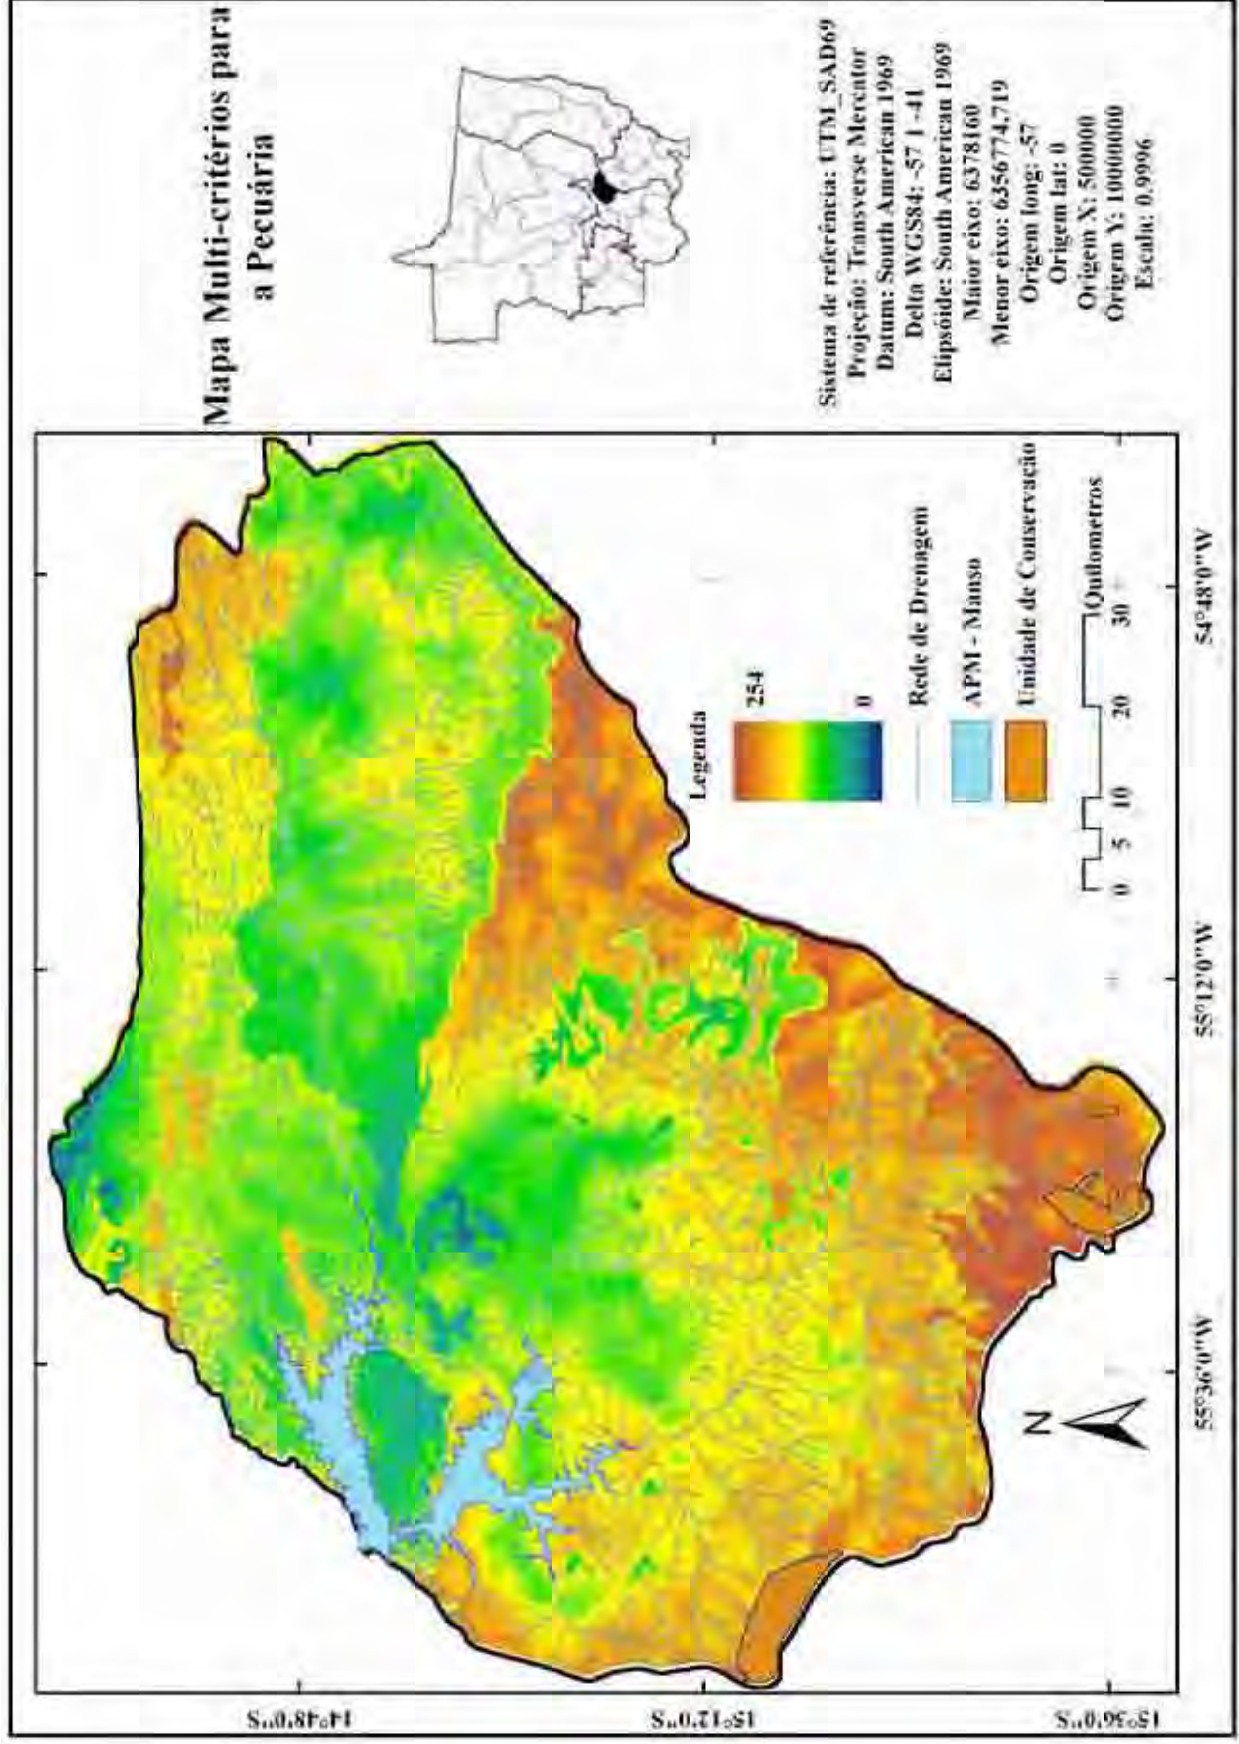 Mapa Multi-critérios para
a Pecuária
Sistema de referência: UTM_SAD69
Projeção: Transverse Mercator
Datum: South American 1969
Delta WGS84: -57 1 -41
Elipsóide: South American 1969
Maior eixo: 6378160
Menor eixo: 6356774,719
Origem long: -57
Origem lat: 0
Origem X: 500000
Origem Y: 10000000
Escala: 0.9996
Legenda
254
0
Rede de Drenagem
APM - Manso
Unidade de Conservação
Quilometros
0 5 10 20 30
N
14°48'0"S
15°12'0"S
15°36'0"S
55°36'0"W
55°12'0"W
54°48'0"W